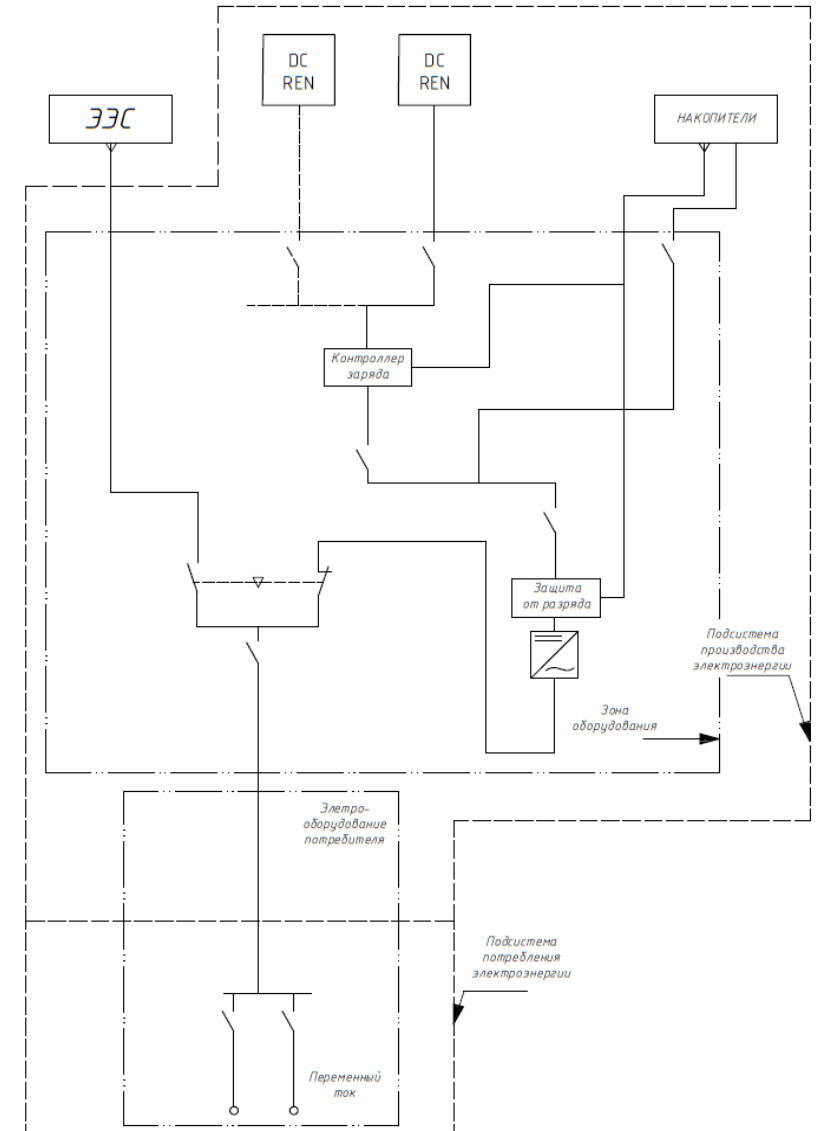 DC
REN
DC
REN
ЭЭС
НАКОПИТЕЛИ
Контроллер
заряда
Защита
от разряда
Подсистема
производства
электроэнергии
Зона
оборудования
Элетро-
оборудование
потребителя
Подсистема
потребления
электроэнергии
Переменный
ток